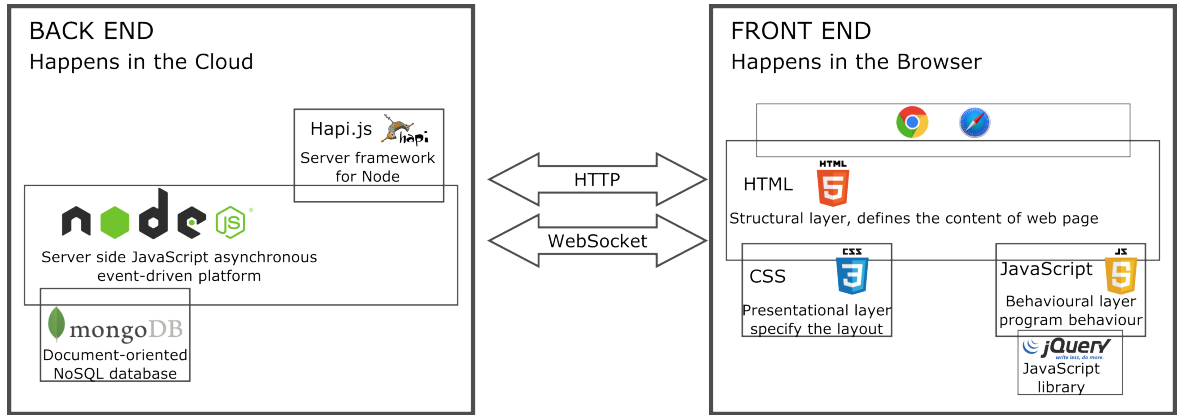 BACK END
Happens in the Cloud
Hapi.js
hapi
Server framework
for Node
node
JS
®
Server side JavaScript asynchronous
event-driven platform
mongoDB
Document-oriented
NoSQL database
HTTP
WebSocket
FRONT END
Happens in the Browser
HTML
HTML
5
Structural layer, defines the content of web page
CSS
CSS
3
Presentational layer
specify the layout
JavaScript
JS
5
Behavioural layer
program behaviour
jQuery
write less, do more.
JavaScript
library